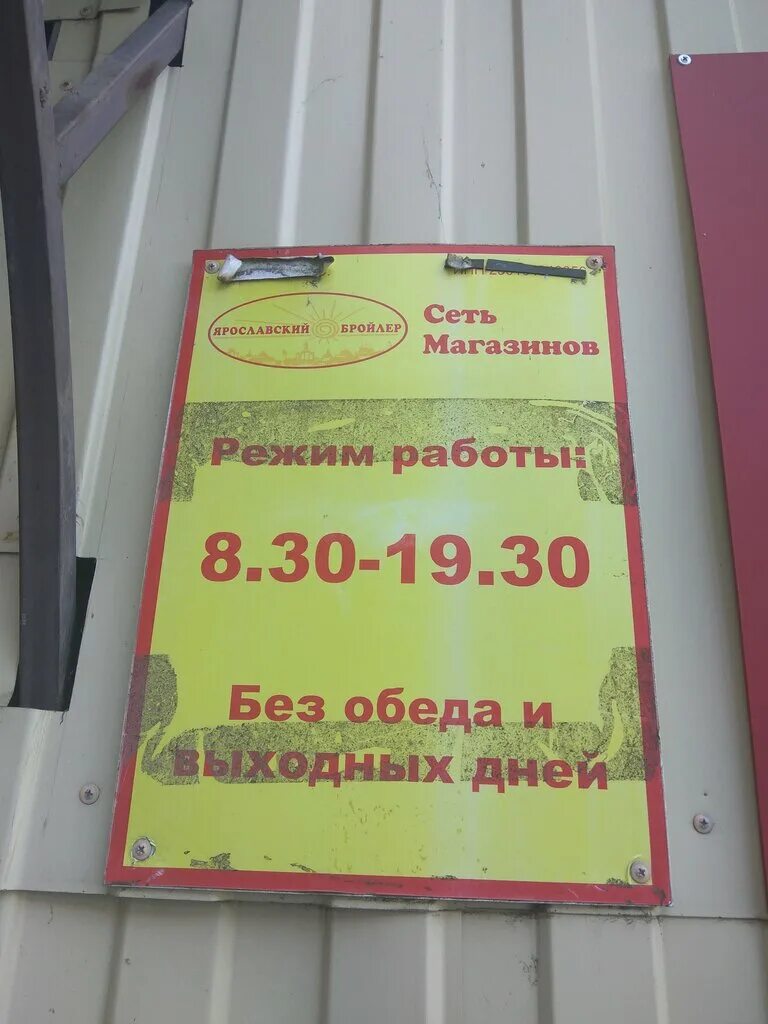 ЯРОСЛАВСКИЙ БРОЙЛЕР
Сеть
Магазинов
Режим работы:
8.30-19.30
Без обеда и
выходных дней